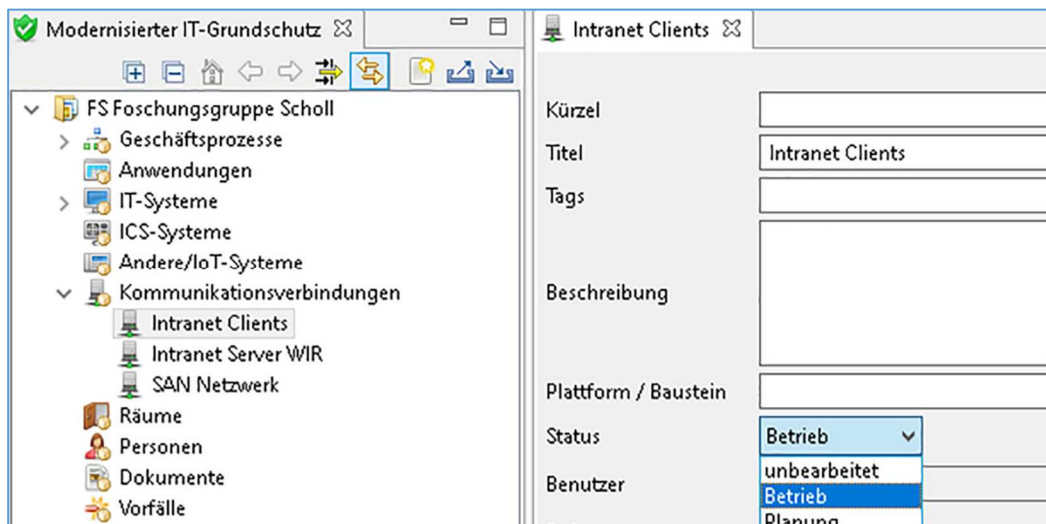 Modernisierter IT-Grundschutz
FS Foschungsgruppe Scholl
Geschäftsprozesse
Anwendungen
IT-Systeme
ICS-Systeme
Andere/IoT-Systeme
Kommunikationsverbindungen
Intranet Clients
Intranet Server WIR
SAN Netzwerk
Räume
Personen
Dokumente
Vorfälle
Intranet Clients
Kürzel
Titel Intranet Clients
Tags
Beschreibung
Plattform / Baustein
Status Betrieb
unbearbeitet
Benutzer
Betrieb
Planung